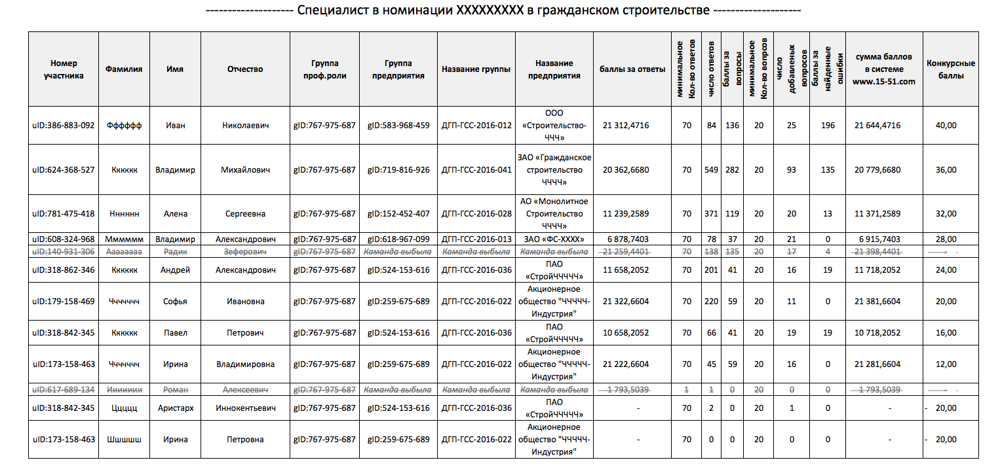 -------------------- Специалист в номинации ХХХХХХХХХ в гражданском строительстве --------------------
Номер участника Фамилия Имя Отчество Группа проф.роли Группа предприятия Название группы Название предприятия баллы за ответы минимальное Кол-во ответов число ответов баллы за вопросы минимальное Кол-во вопрсов число добавленых вопросов баллы за найденные ошибки сумма баллов в системе www.15-51.com Конкурсные баллы
uID:386-883-092 Фффффф Иван Николаевич gID:767-975-687 gID:583-968-459 ДГП-ГСС-2016-012 ООО «Строительство-ЧЧЧ» 21 312,4716 70 84 136 20 25 196 21 644,4716 40,00
uID:624-368-527 Кккккк Владимир Михайлович gID:767-975-687 gID:719-816-926 ДГП-ГСС-2016-041 ЗАО «Гражданское строительство ЧЧЧЧ» 20 362,6680 70 549 282 20 93 135 20 779,6680 36,00
uID:781-475-418 Нннннн Алена Сергеевна gID:767-975-687 gID:152-452-407 ДГП-ГСС-2016-028 АО «Монолитное Строительство ЧЧЧЧ» 11 239,2589 70 371 119 20 20 13 11 371,2589 32,00
uID:608-324-968 Мммммм Владимир Александрович gID:767-975-687 gID:618-967-099 ДГП-ГСС-2016-013 ЗАО «ФС-ХХХХ» 6 878,7403 70 78 37 20 21 0 6 915,7403 28,00
uID:140-931-306 Аааааааа Радик Зеферович gID:767-975-687 Каманда выбыла Каманда выбыла Каманда выбыла 21 259,4401 70 138 135 20 17 4 21 398,4401 - -
uID:318-862-346 Кккккк Андрей Александрович gID:767-975-687 gID:524-153-616 ДГП-ГСС-2016-036 ПАО «СтройЧЧЧЧЧ» 11 658,2052 70 201 41 20 16 19 11 718,2052 24,00
uID:179-158-469 Ччччччч Софья Ивановна gID:767-975-687 gID:259-675-689 ДГП-ГСС-2016-022 Акционерное общество "ЧЧЧЧЧ-Индустрия" 21 322,6604 70 220 59 20 11 0 21 381,6604 20,00
uID:318-842-345 Кккккк Павел Петрович gID:767-975-687 gID:524-153-616 ДГП-ГСС-2016-036 ПАО «СтройЧЧЧЧЧ» 10 658,2052 70 66 41 20 19 19 10 718,2052 16,00
uID:173-158-463 Ччччччч Ирина Владимировна gID:767-975-687 gID:259-675-689 ДГП-ГСС-2016-022 Акционерное общество "ЧЧЧЧЧ-Индустрия" 21 222,6604 70 45 59 20 16 0 21 281,6604 12,00
uID:617-689-134 Иииииии Роман Алексеевич gID:767-975-687 Каманда выбыла Каманда выбыла Каманда выбыла 1 793,5039 1 1 0 20 0 0 1 793,5039 - -
uID:318-842-345 Ццццц Аристарх Иннокентьевич gID:767-975-687 gID:524-153-616 ДГП-ГСС-2016-036 ПАО «СтройЧЧЧЧЧ» - 70 2 0 20 1 0 - - 20,00
uID:173-158-463 Шшшшш Ирина Петровна gID:767-975-687 gID:259-675-689 ДГП-ГСС-2016-022 Акционерное общество "ЧЧЧЧЧ-Индустрия" - 70 0 0 20 0 0 - - 20,00